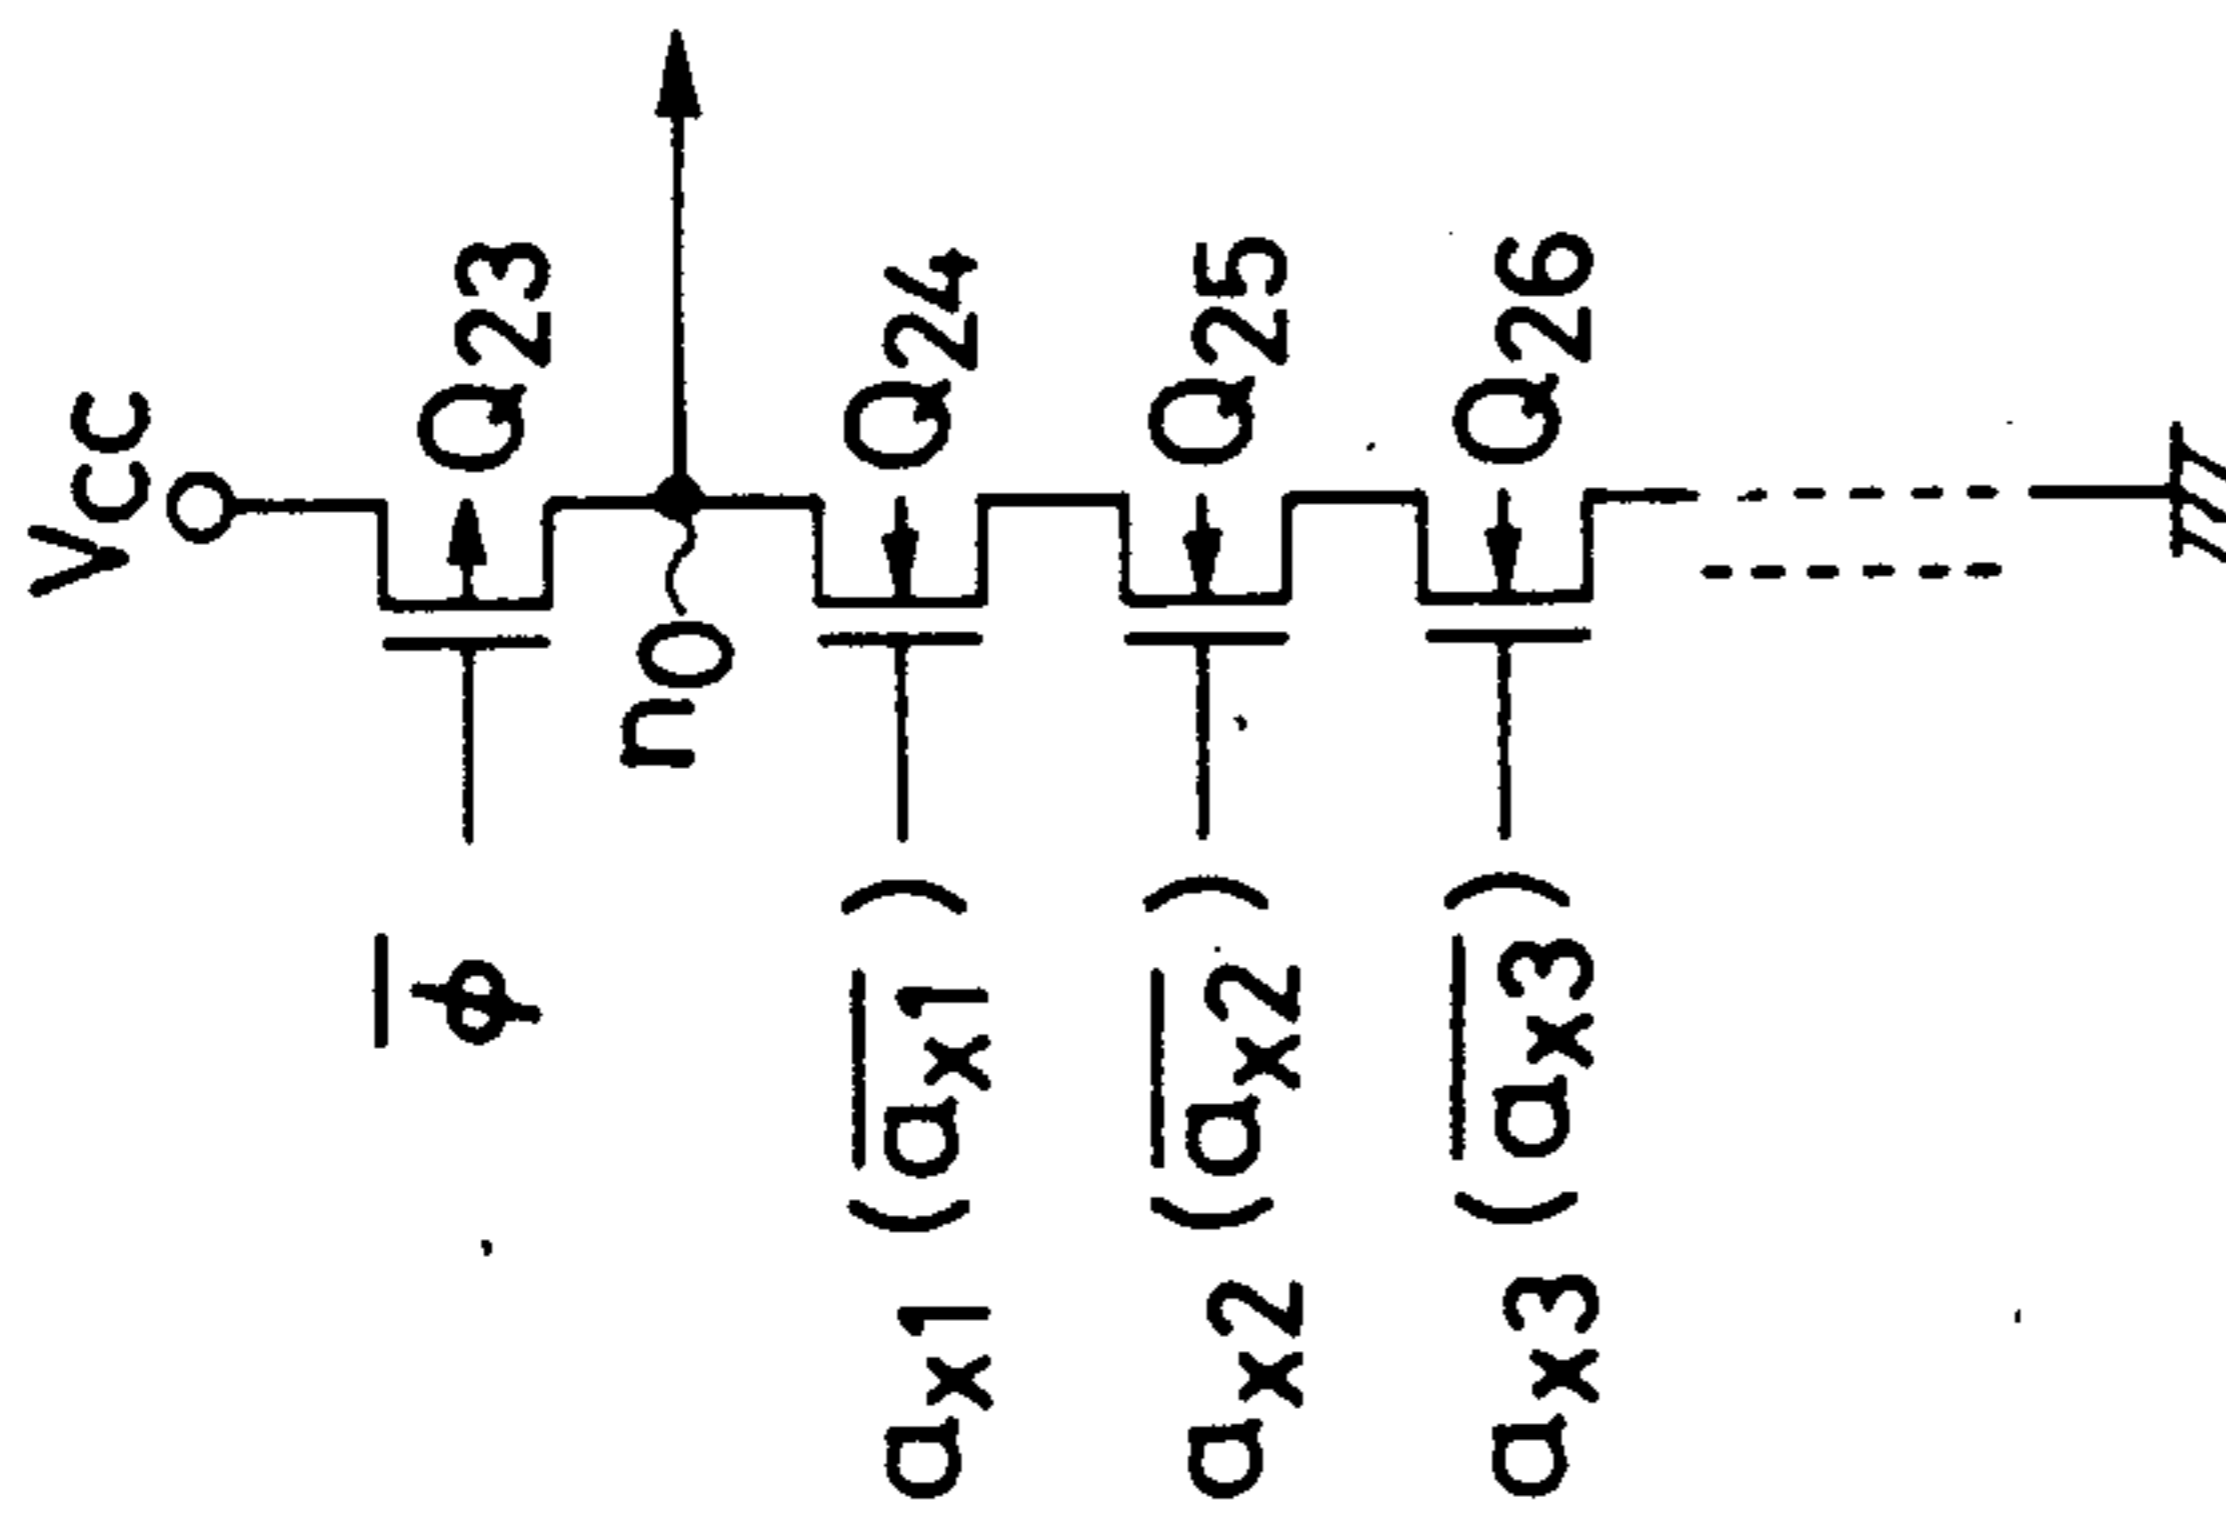 Vcc
Q23
n0
Q24
Q25
Q26
φ̅
ax1 (a̅x̅1̅)
ax2 (a̅x̅2̅)
ax3 (a̅x̅3̅)